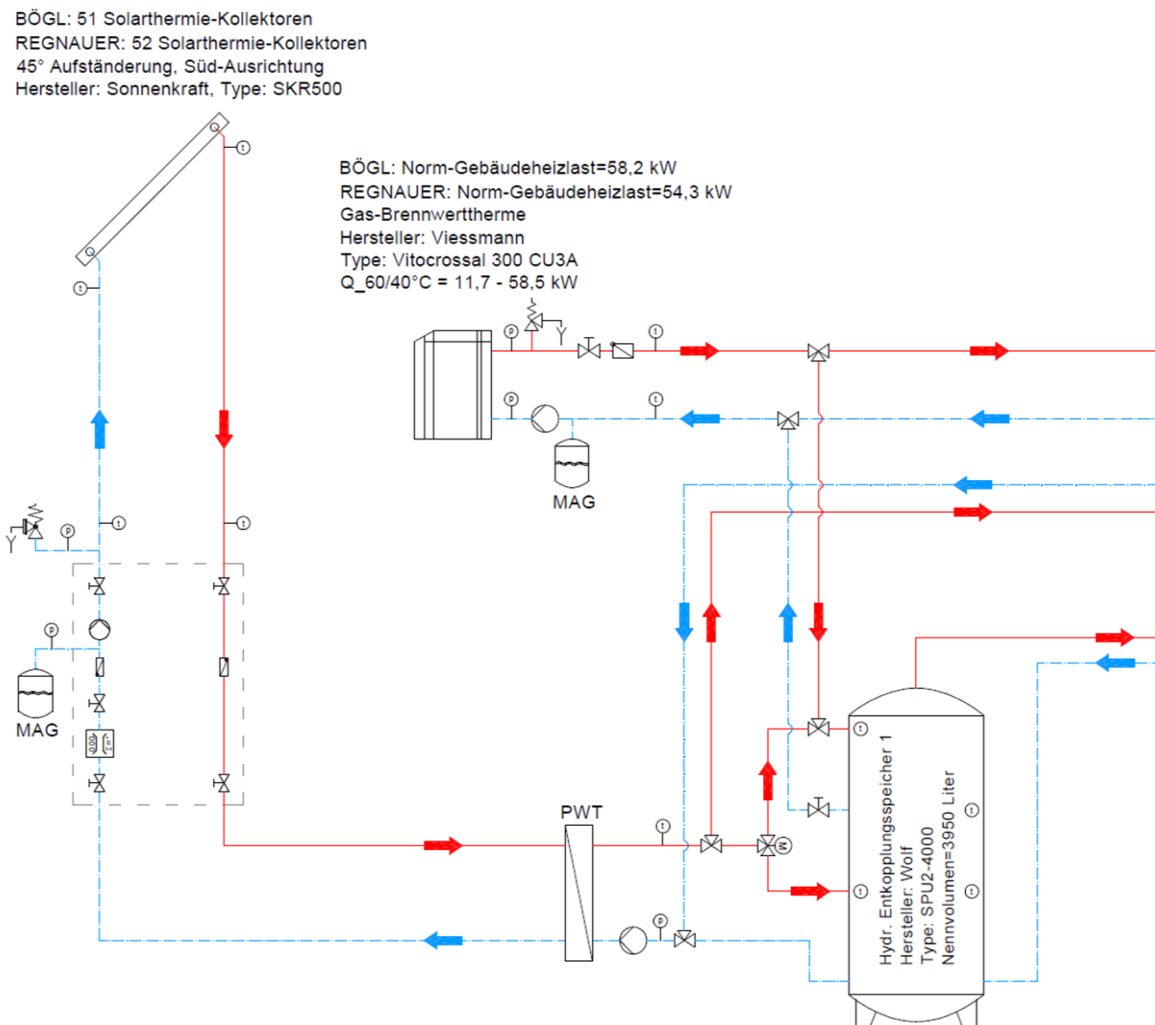 BÖGL: 51 Solarthermie-Kollektoren
REGNAUER: 52 Solarthermie-Kollektoren
45° Aufständerung, Süd-Ausrichtung
Hersteller: Sonnenkraft, Type: SKR500
t
BÖGL: Norm-Gebäudeheizlast=58,2 kW
REGNAUER: Norm-Gebäudeheizlast=54,3 kW
Gas-Brennwerttherme
Hersteller: Viessmann
Type: Vitocrossal 300 CU3A
Q_60/40°C = 11,7 - 58,5 kW
t
p
t
p
t
MAG
t
t
p
p
MAG
PWT
t
M
p
t
t
t
t
Hydr. Entkopplungsspeicher 1
Hersteller: Wolf
Type: SPU2-4000
Nennvolumen=3950 Liter